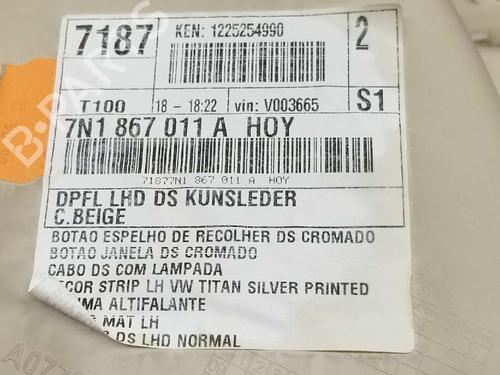 7187
KEN: 1225254990
2
T100
18 - 18:22
vin: V003665
S1
7N1 867 011 A HOY
71877N1 867 011 A HOY
DPFL LHD DS KUNSLEDER
C.BEIGE
BOTAO ESPELHO DE RECOLHER DS CROMADO
BOTAO JANELA DS CROMADO
CABO DS COM LAMPADA
STRIP LH VW TITAN SILVER PRINTED
ALTIFALANTE
MAT LH
DS LHD NORMAL
B-PARTS